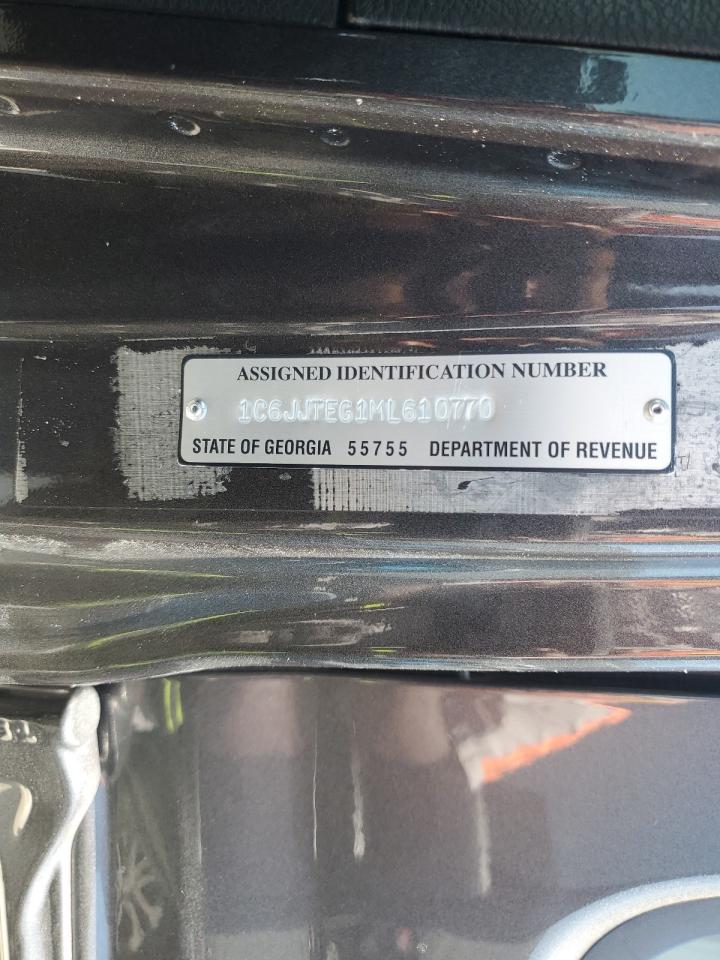 ASSIGNED IDENTIFICATION NUMBER
1C6JJTEG1ML610770
STATE OF GEORGIA 55755 DEPARTMENT OF REVENUE